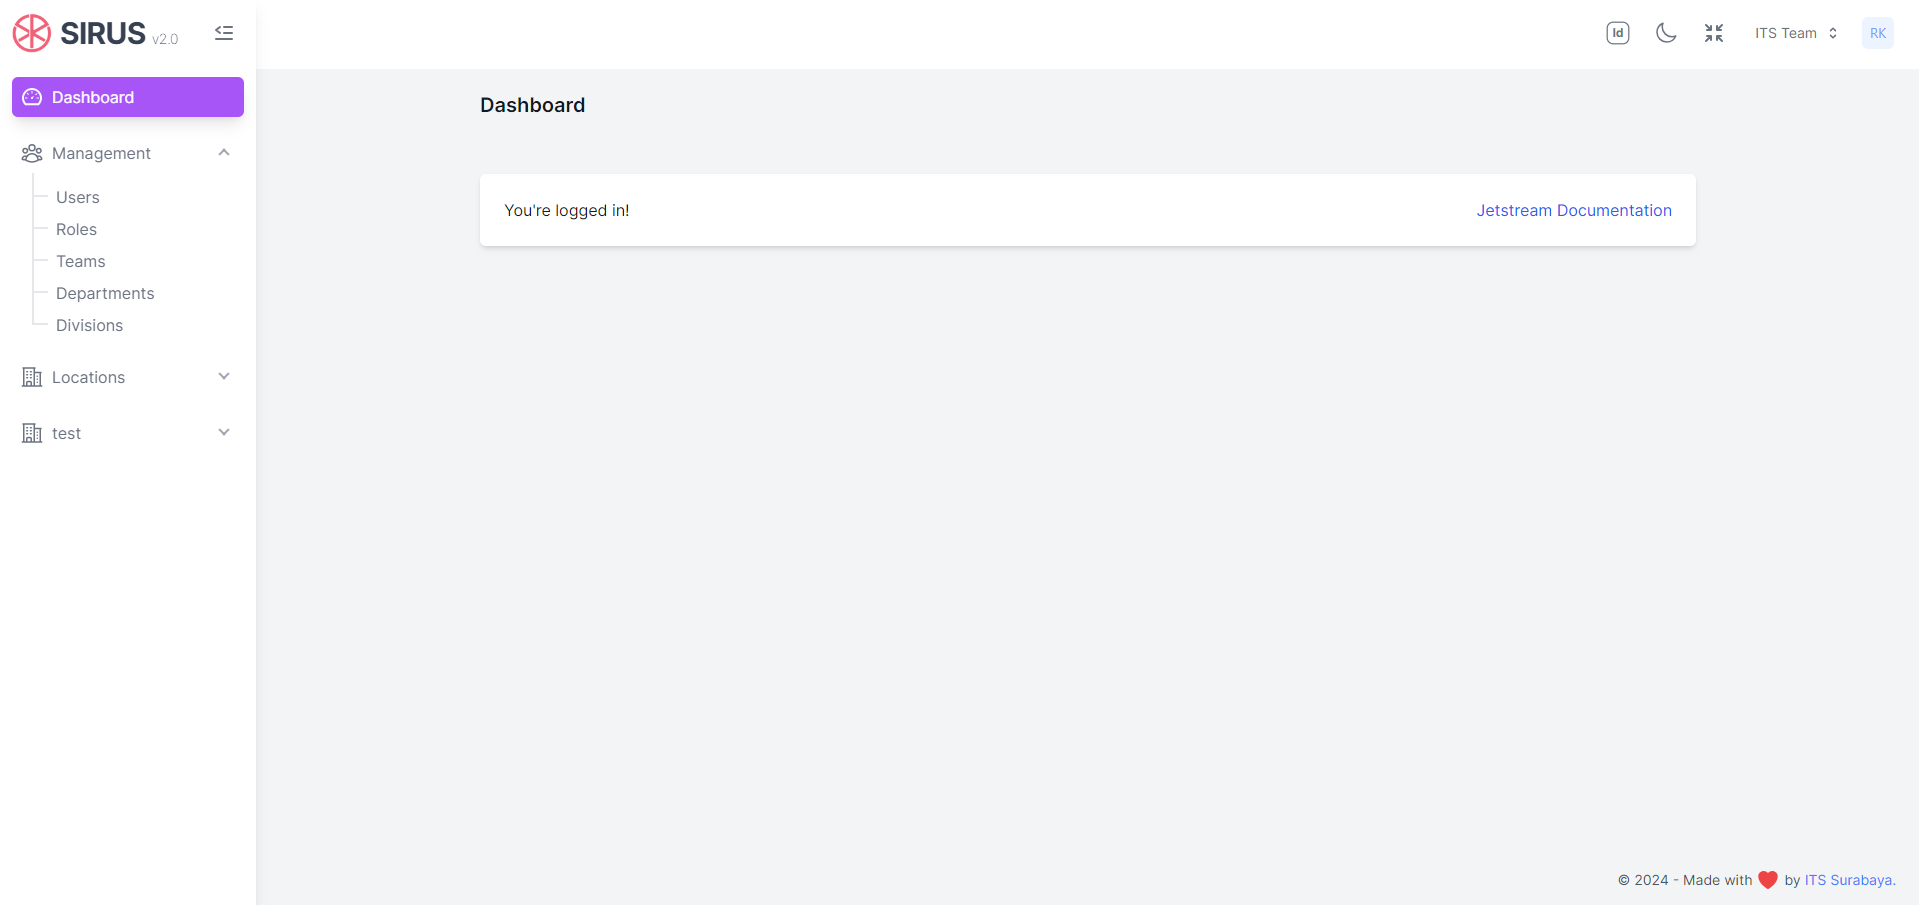 SIRUS v2.0
Id
ITS Team
RK
Dashboard
Management
Users
Roles
Teams
Departments
Divisions
Locations
test
Dashboard
You're logged in!
Jetstream Documentation
© 2024 - Made with ❤️ by ITS Surabaya.